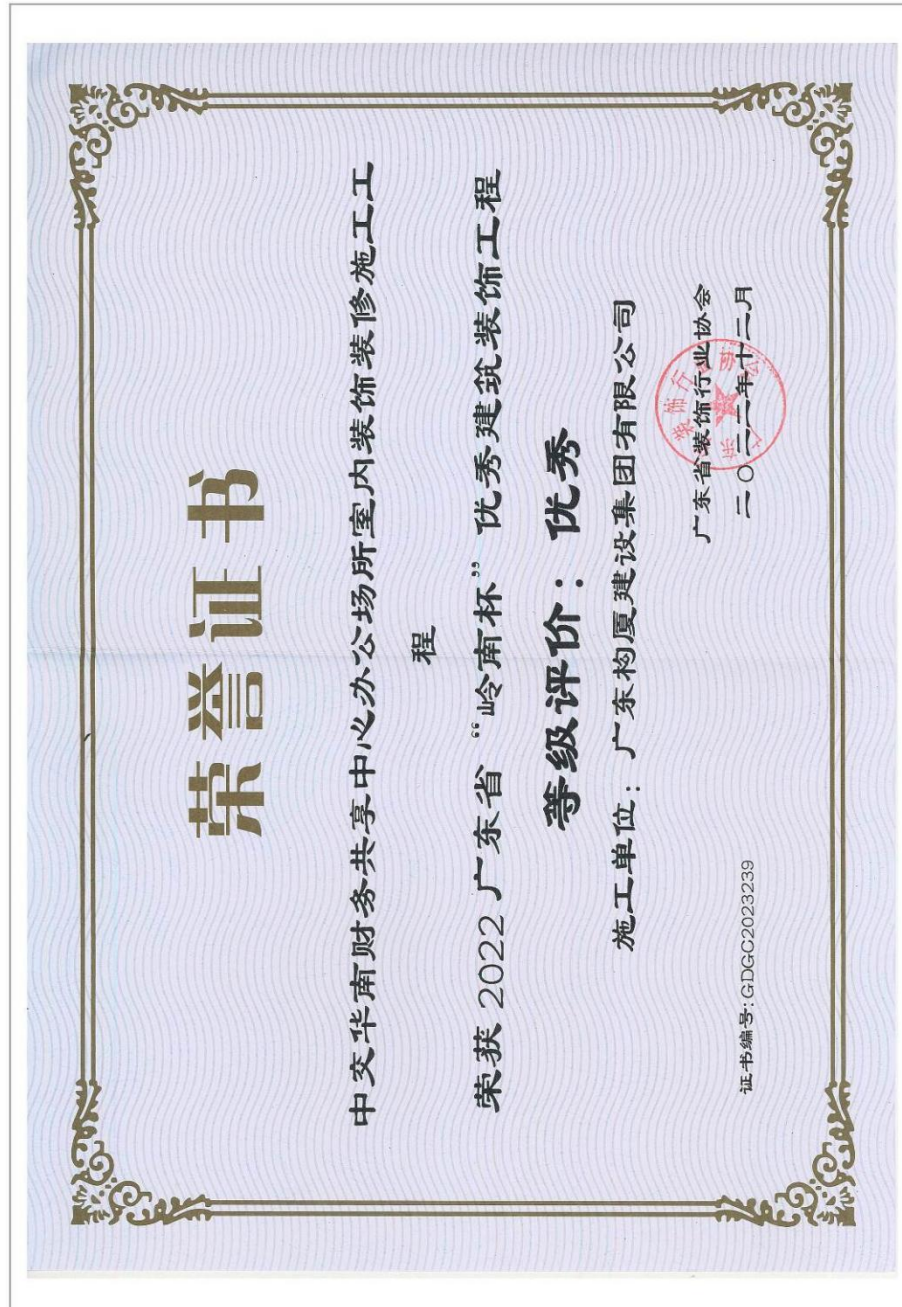 荣誉证书
中交华南财务共享中心办公场所室内装饰装修施工工
程
荣获 2022 广东省“岭南杯”优秀建筑装饰工程
等级评价：优秀
施工单位：广东构厦建设集团有限公司
广东省装饰行业协会
二〇二二年十二月
证书编号:GDGC2023239